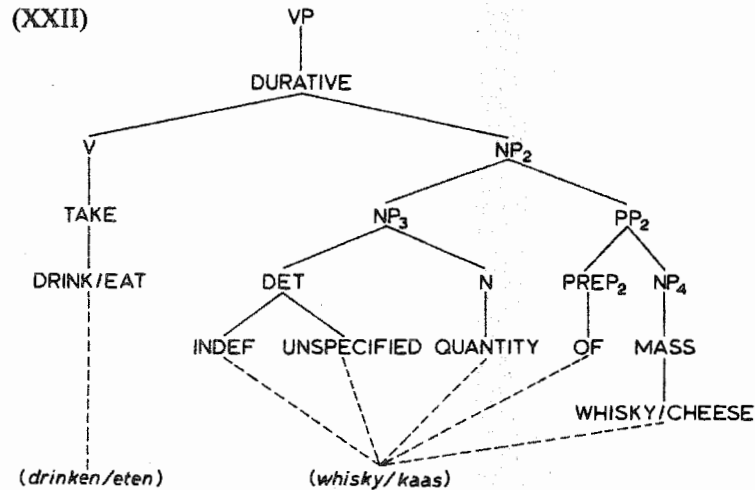 (XXII)
VP
DURATIVE
V NP₂
TAKE NP₃ PP₂
DRINK/EAT DET N PREP₂ NP₄
INDEF UNSPECIFIED QUANTITY OF MASS
WHISKY/CHEESE
(drinken/eten) (whisky/kaas)